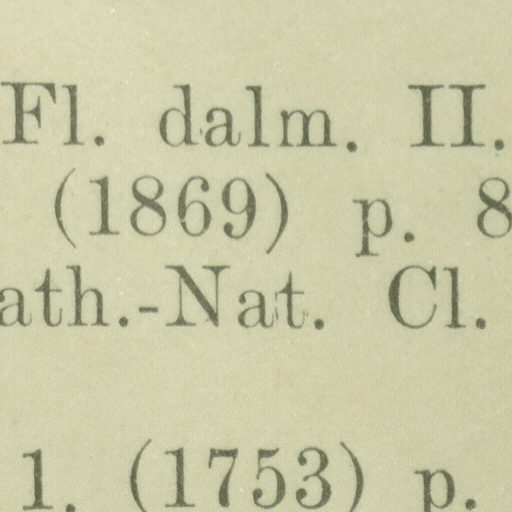 Fl. dalm. II.
(1869) p. 8
ath.-Nat. Cl.
1. (1753) p.